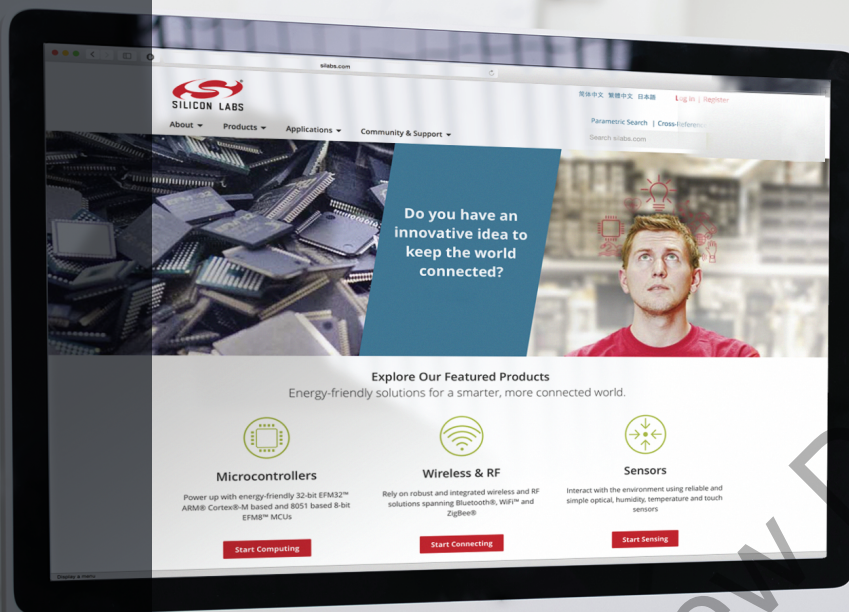 silabs.com
SILICON LABS
简体中文 繁體中文 日本語 Log In | Register
About Products Applications Community & Support
Parametric Search | Cross-Reference
Search silabs.com
Do you have an
innovative idea to
keep the world
connected?
Explore Our Featured Products
Energy-friendly solutions for a smarter, more connected world.
Microcontrollers
Power up with energy-friendly 32-bit EFM32™
ARM® Cortex®-M based and 8051 based 8-bit
EFM8™ MCUs
Start Computing
Wireless & RF
Rely on robust and integrated wireless and RF
solutions spanning Bluetooth®, WiFi™ and
ZigBee®
Start Connecting
Sensors
Interact with the environment using reliable and
simple optical, humidity, temperature and touch
sensors
Start Sensing
Display a menu